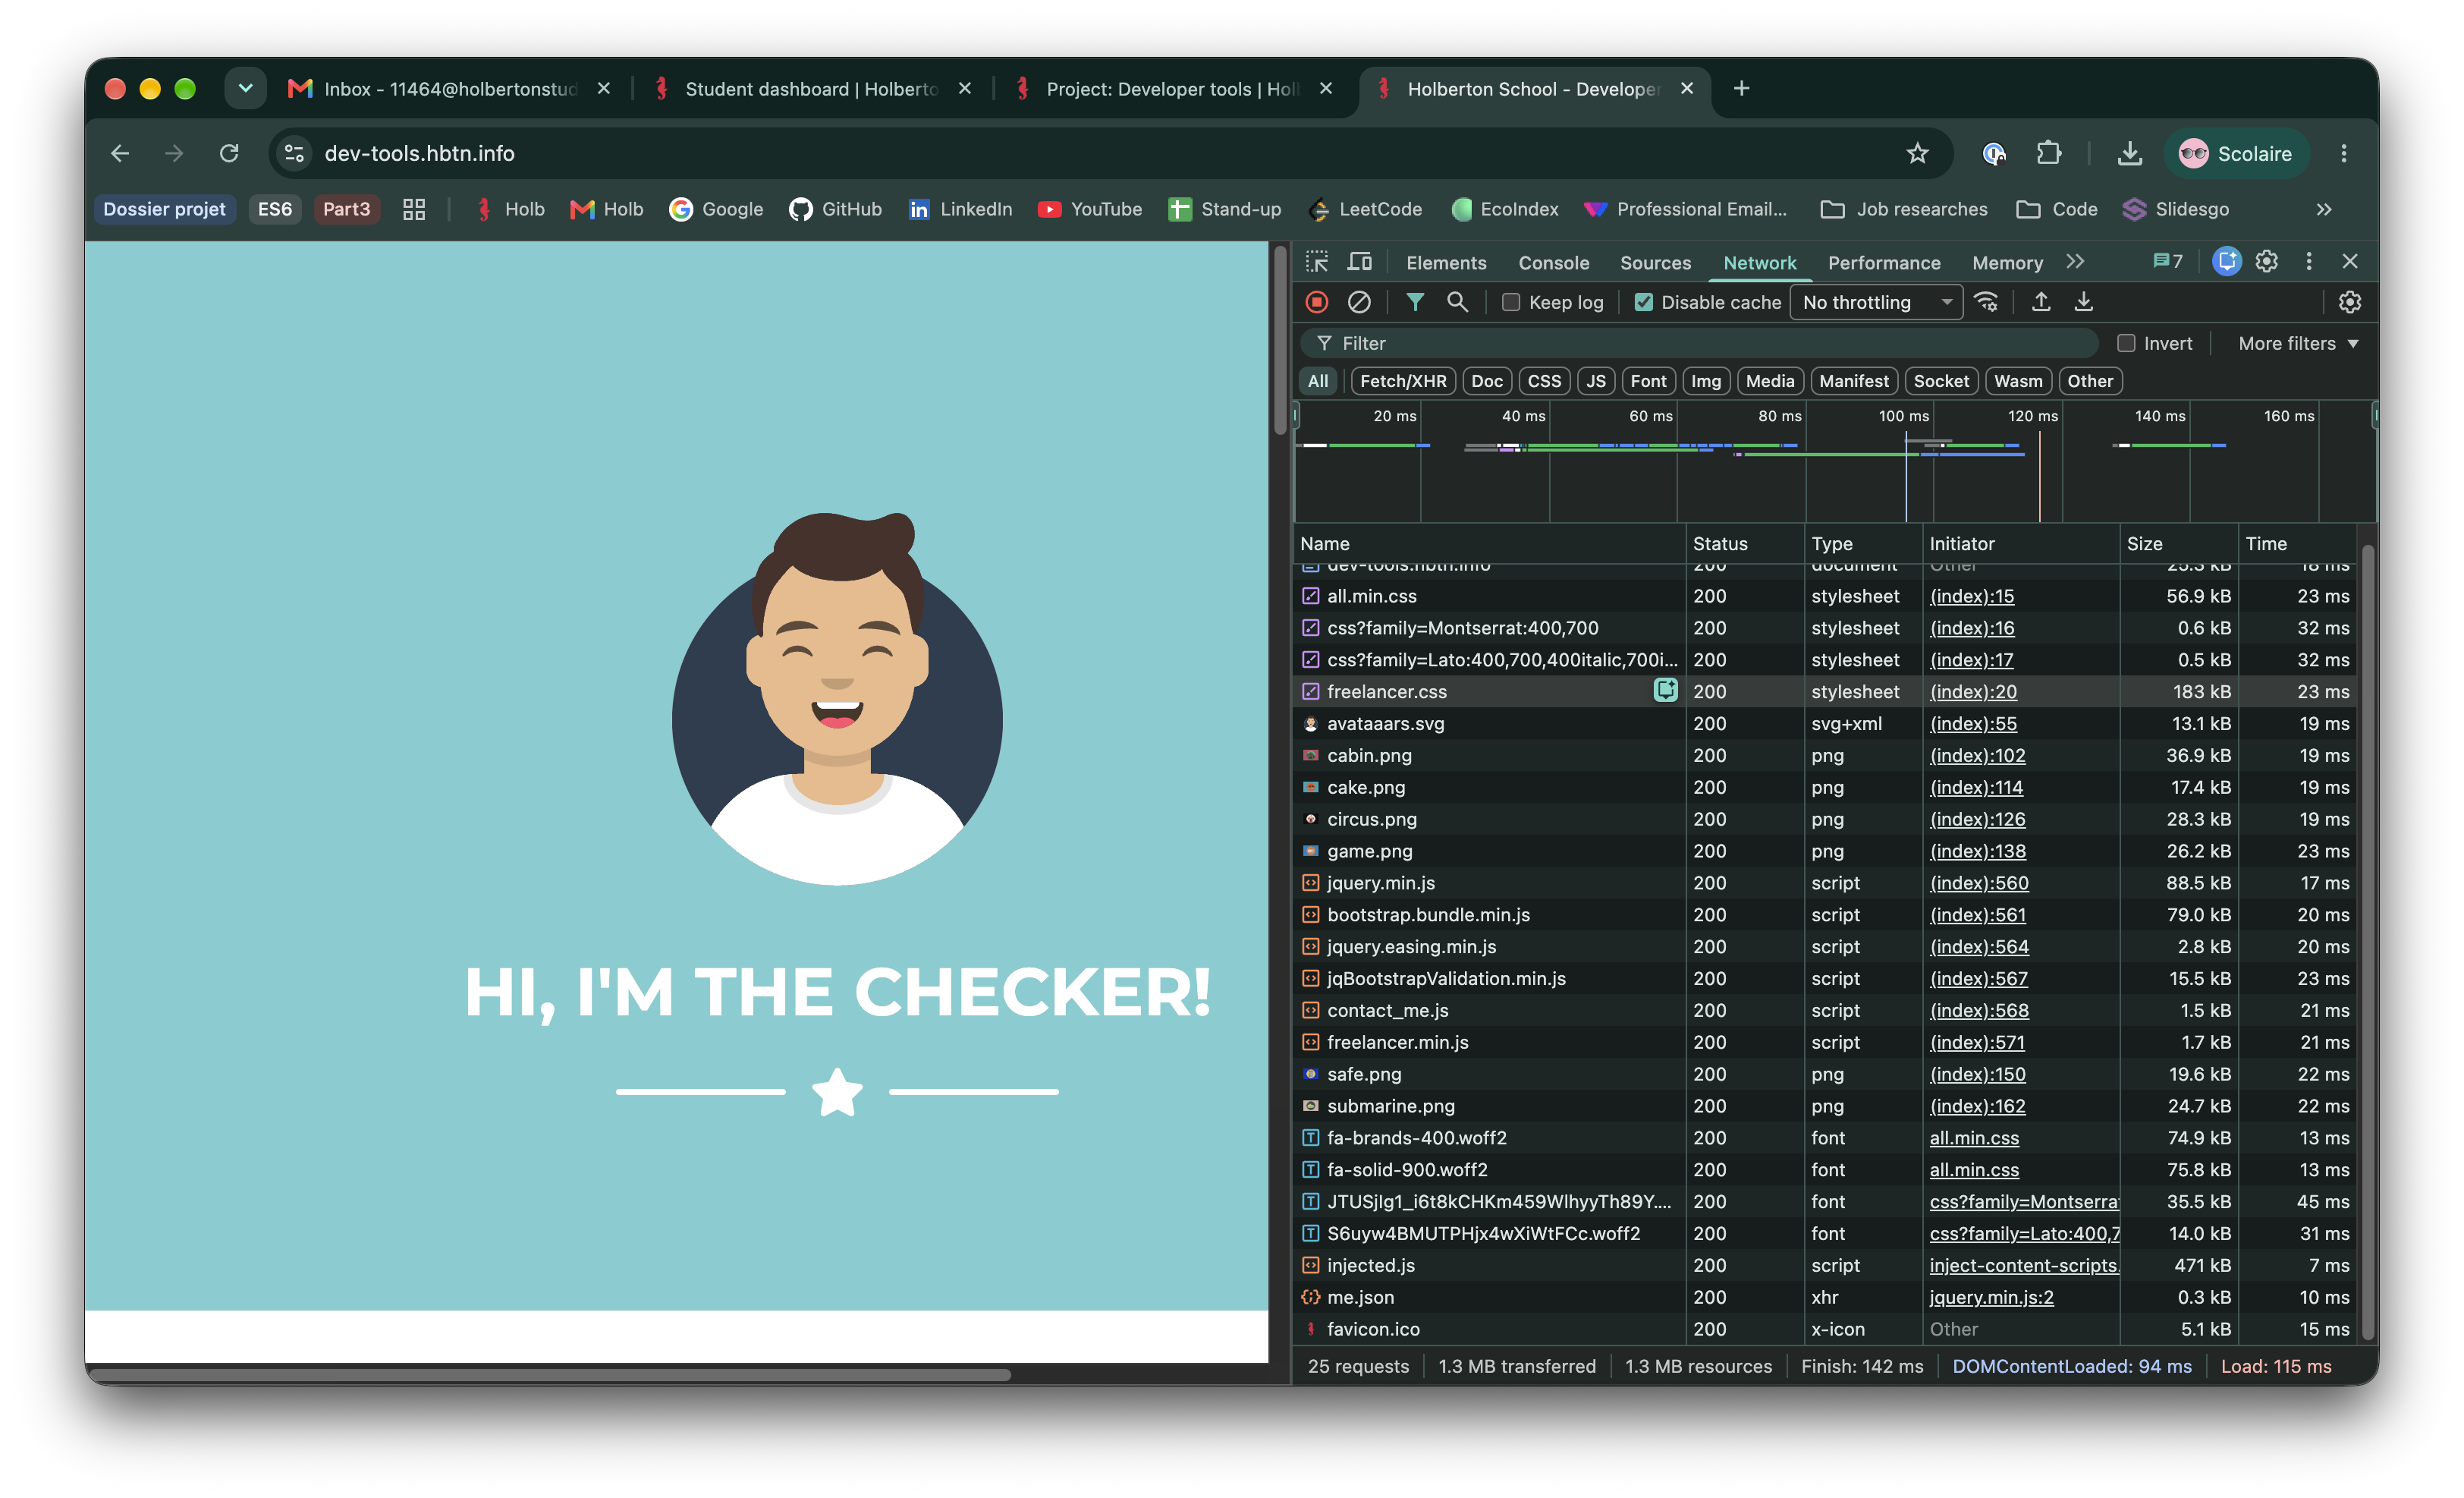 Inbox - 11464@holbertonstud
Student dashboard | Holberto
Project: Developer tools | Hol
Holberton School - Developer
dev-tools.hbtn.info
Scolaire
Dossier projet ES6 Part3 Holb Holb Google GitHub LinkedIn YouTube Stand-up LeetCode EcoIndex Professional Email... Job researches Code Slidesgo
HI, I'M THE CHECKER!
Elements Console Sources Network Performance Memory 7
Keep log Disable cache No throttling
Filter Invert More filters
All Fetch/XHR Doc CSS JS Font Img Media Manifest Socket Wasm Other
20 ms 40 ms 60 ms 80 ms 100 ms 120 ms 140 ms 160 ms
Name Status Type Initiator Size Time
dev-tools.hbtn.info 200 document Other 25.3 kB 18 ms
all.min.css 200 stylesheet (index):15 56.9 kB 23 ms
css?family=Montserrat:400,700 200 stylesheet (index):16 0.6 kB 32 ms
css?family=Lato:400,700,400italic,700i... 200 stylesheet (index):17 0.5 kB 32 ms
freelancer.css 200 stylesheet (index):20 183 kB 23 ms
avataaars.svg 200 svg+xml (index):55 13.1 kB 19 ms
cabin.png 200 png (index):102 36.9 kB 19 ms
cake.png 200 png (index):114 17.4 kB 19 ms
circus.png 200 png (index):126 28.3 kB 19 ms
game.png 200 png (index):138 26.2 kB 23 ms
jquery.min.js 200 script (index):560 88.5 kB 17 ms
bootstrap.bundle.min.js 200 script (index):561 79.0 kB 20 ms
jquery.easing.min.js 200 script (index):564 2.8 kB 20 ms
jqBootstrapValidation.min.js 200 script (index):567 15.5 kB 23 ms
contact_me.js 200 script (index):568 1.5 kB 21 ms
freelancer.min.js 200 script (index):571 1.7 kB 21 ms
safe.png 200 png (index):150 19.6 kB 22 ms
submarine.png 200 png (index):162 24.7 kB 22 ms
fa-brands-400.woff2 200 font all.min.css 74.9 kB 13 ms
fa-solid-900.woff2 200 font all.min.css 75.8 kB 13 ms
JTUSjIg1_i6t8kCHKm459WlhyyTh89Y.... 200 font css?family=Montserrat 35.5 kB 45 ms
S6uyw4BMUTPHjx4wXiWtFCc.woff2 200 font css?family=Lato:400,7 14.0 kB 31 ms
injected.js 200 script inject-content-scripts. 471 kB 7 ms
me.json 200 xhr jquery.min.js:2 0.3 kB 10 ms
favicon.ico 200 x-icon Other 5.1 kB 15 ms
25 requests 1.3 MB transferred 1.3 MB resources Finish: 142 ms DOMContentLoaded: 94 ms Load: 115 ms